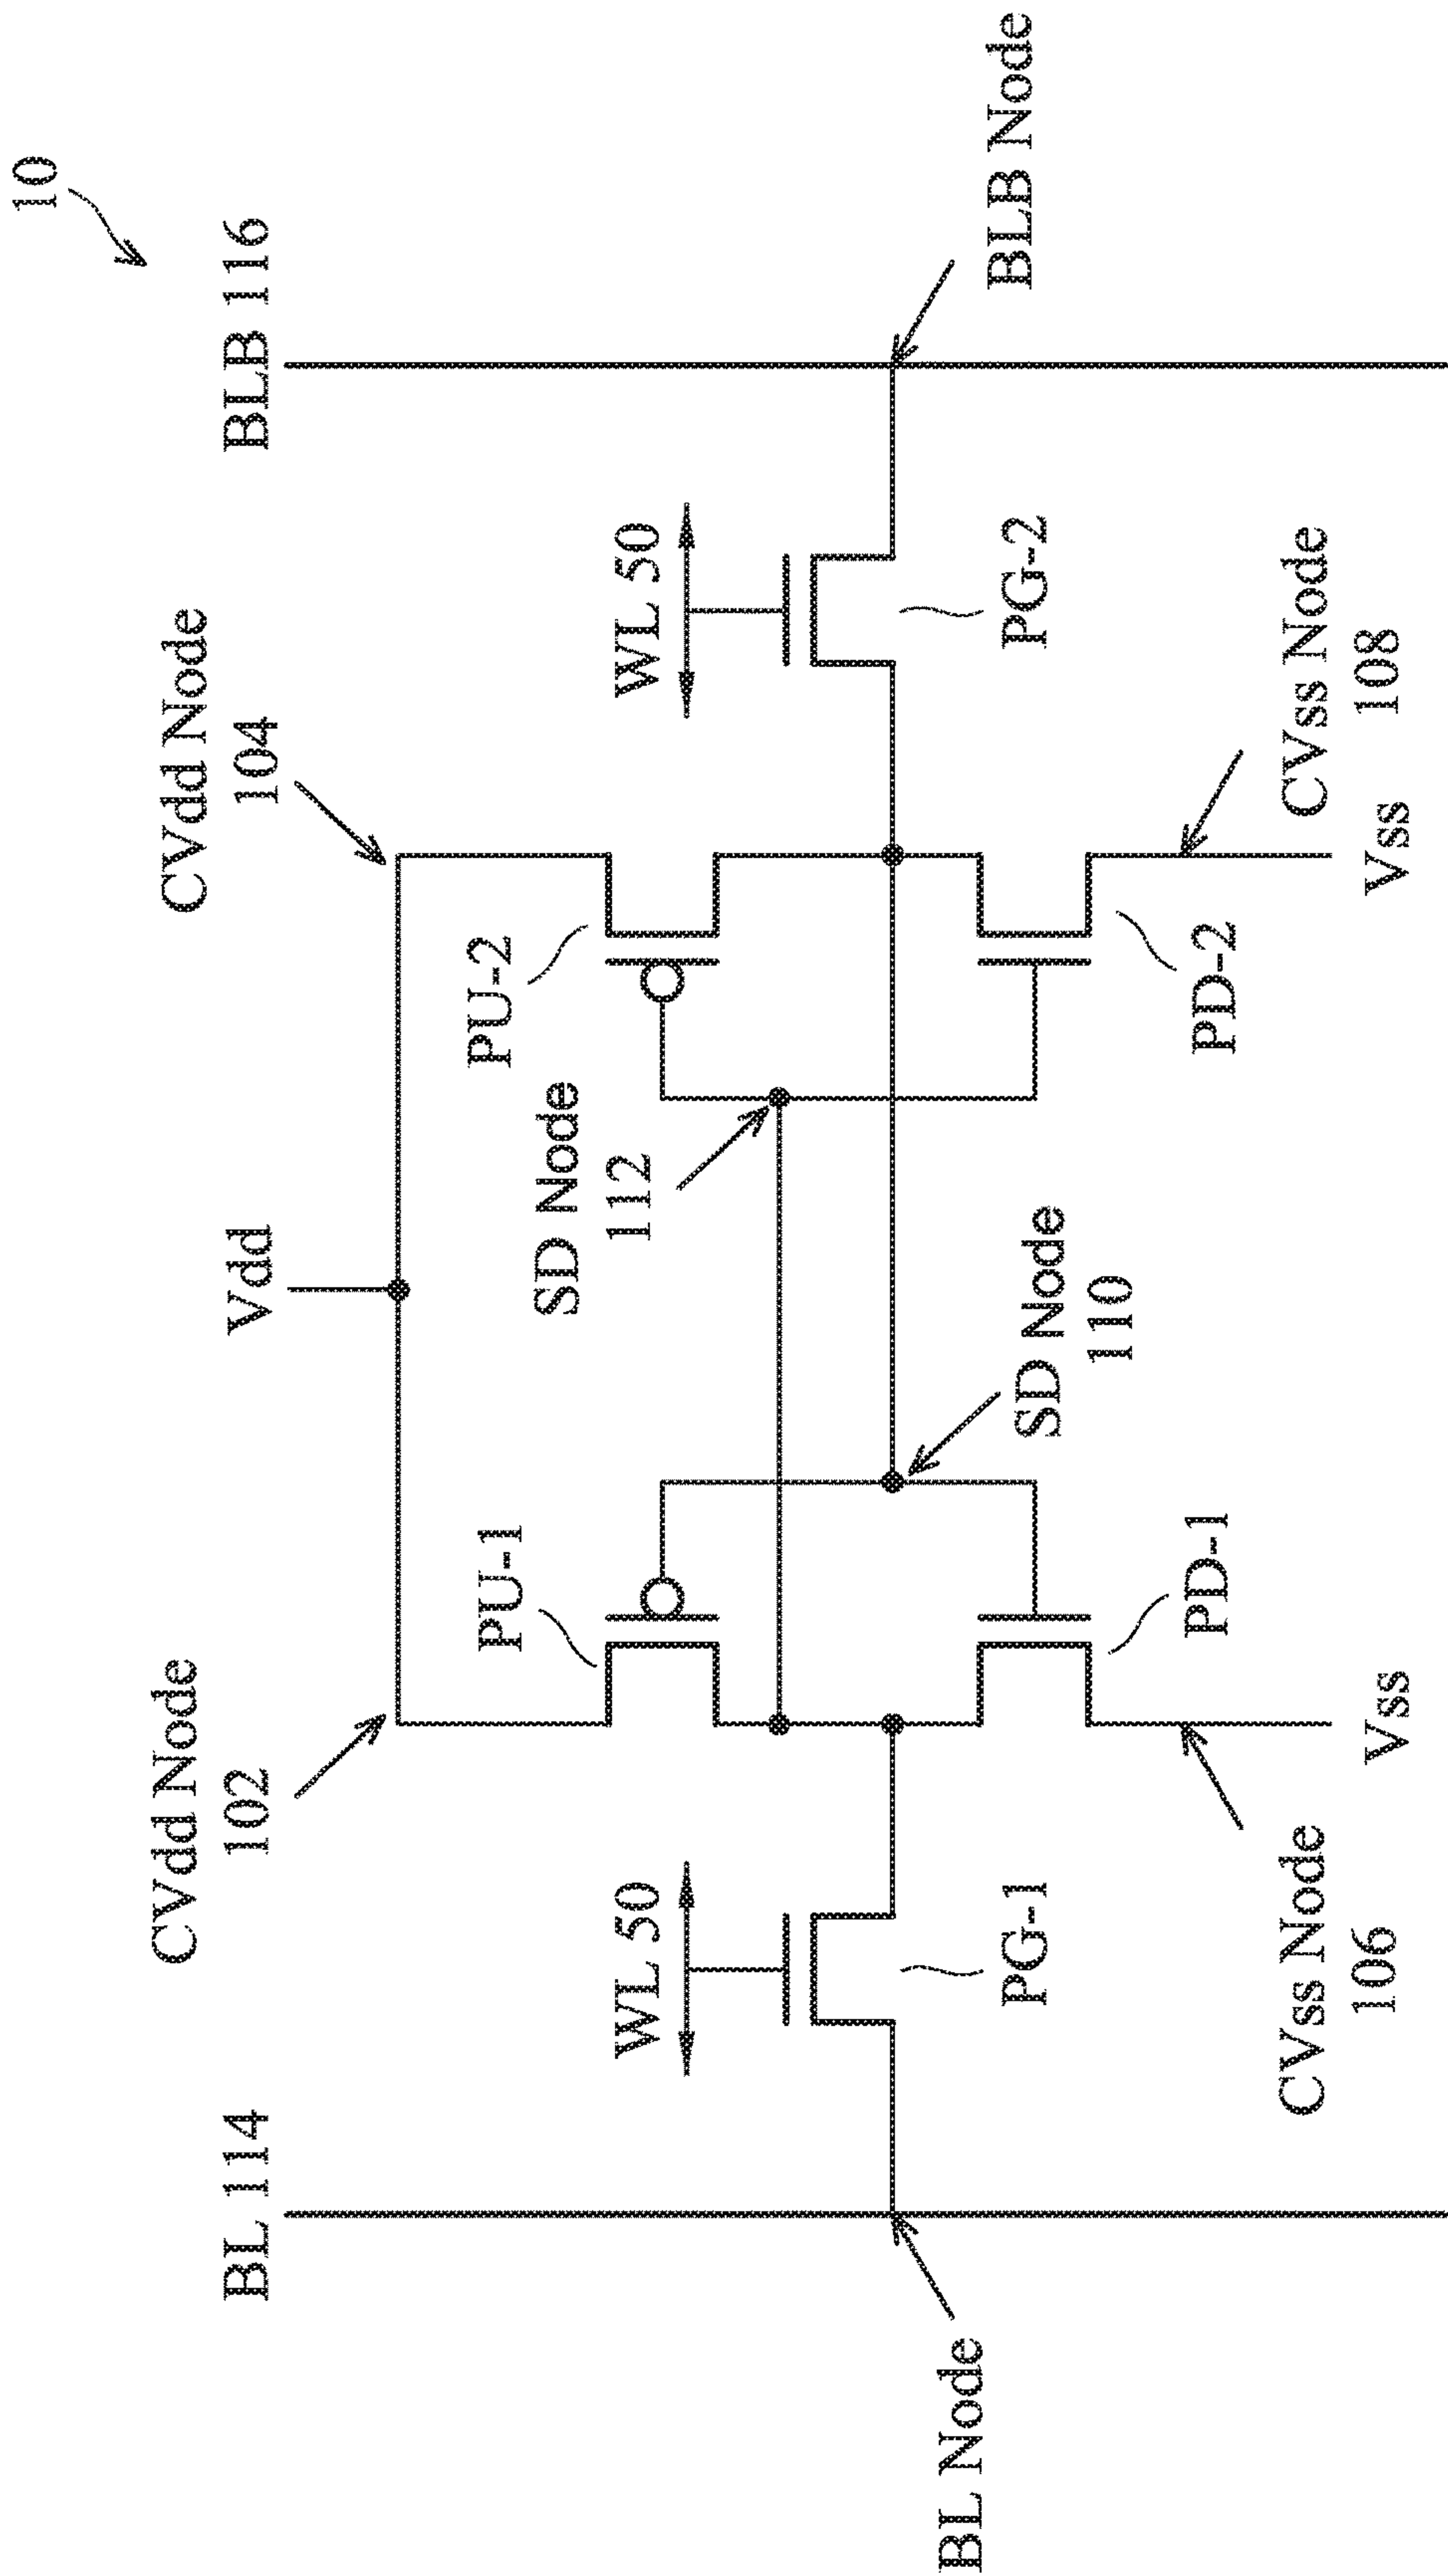 10
BL 114
BLB 116
Vdd
CVdd Node
102
CVdd Node
104
PU-1
PU-2
SD Node
112
WL 50
WL 50
SD Node
110
PG-1
PG-2
BL Node
BLB Node
PD-1
PD-2
CVss Node
106
CVss Node
108
Vss
Vss